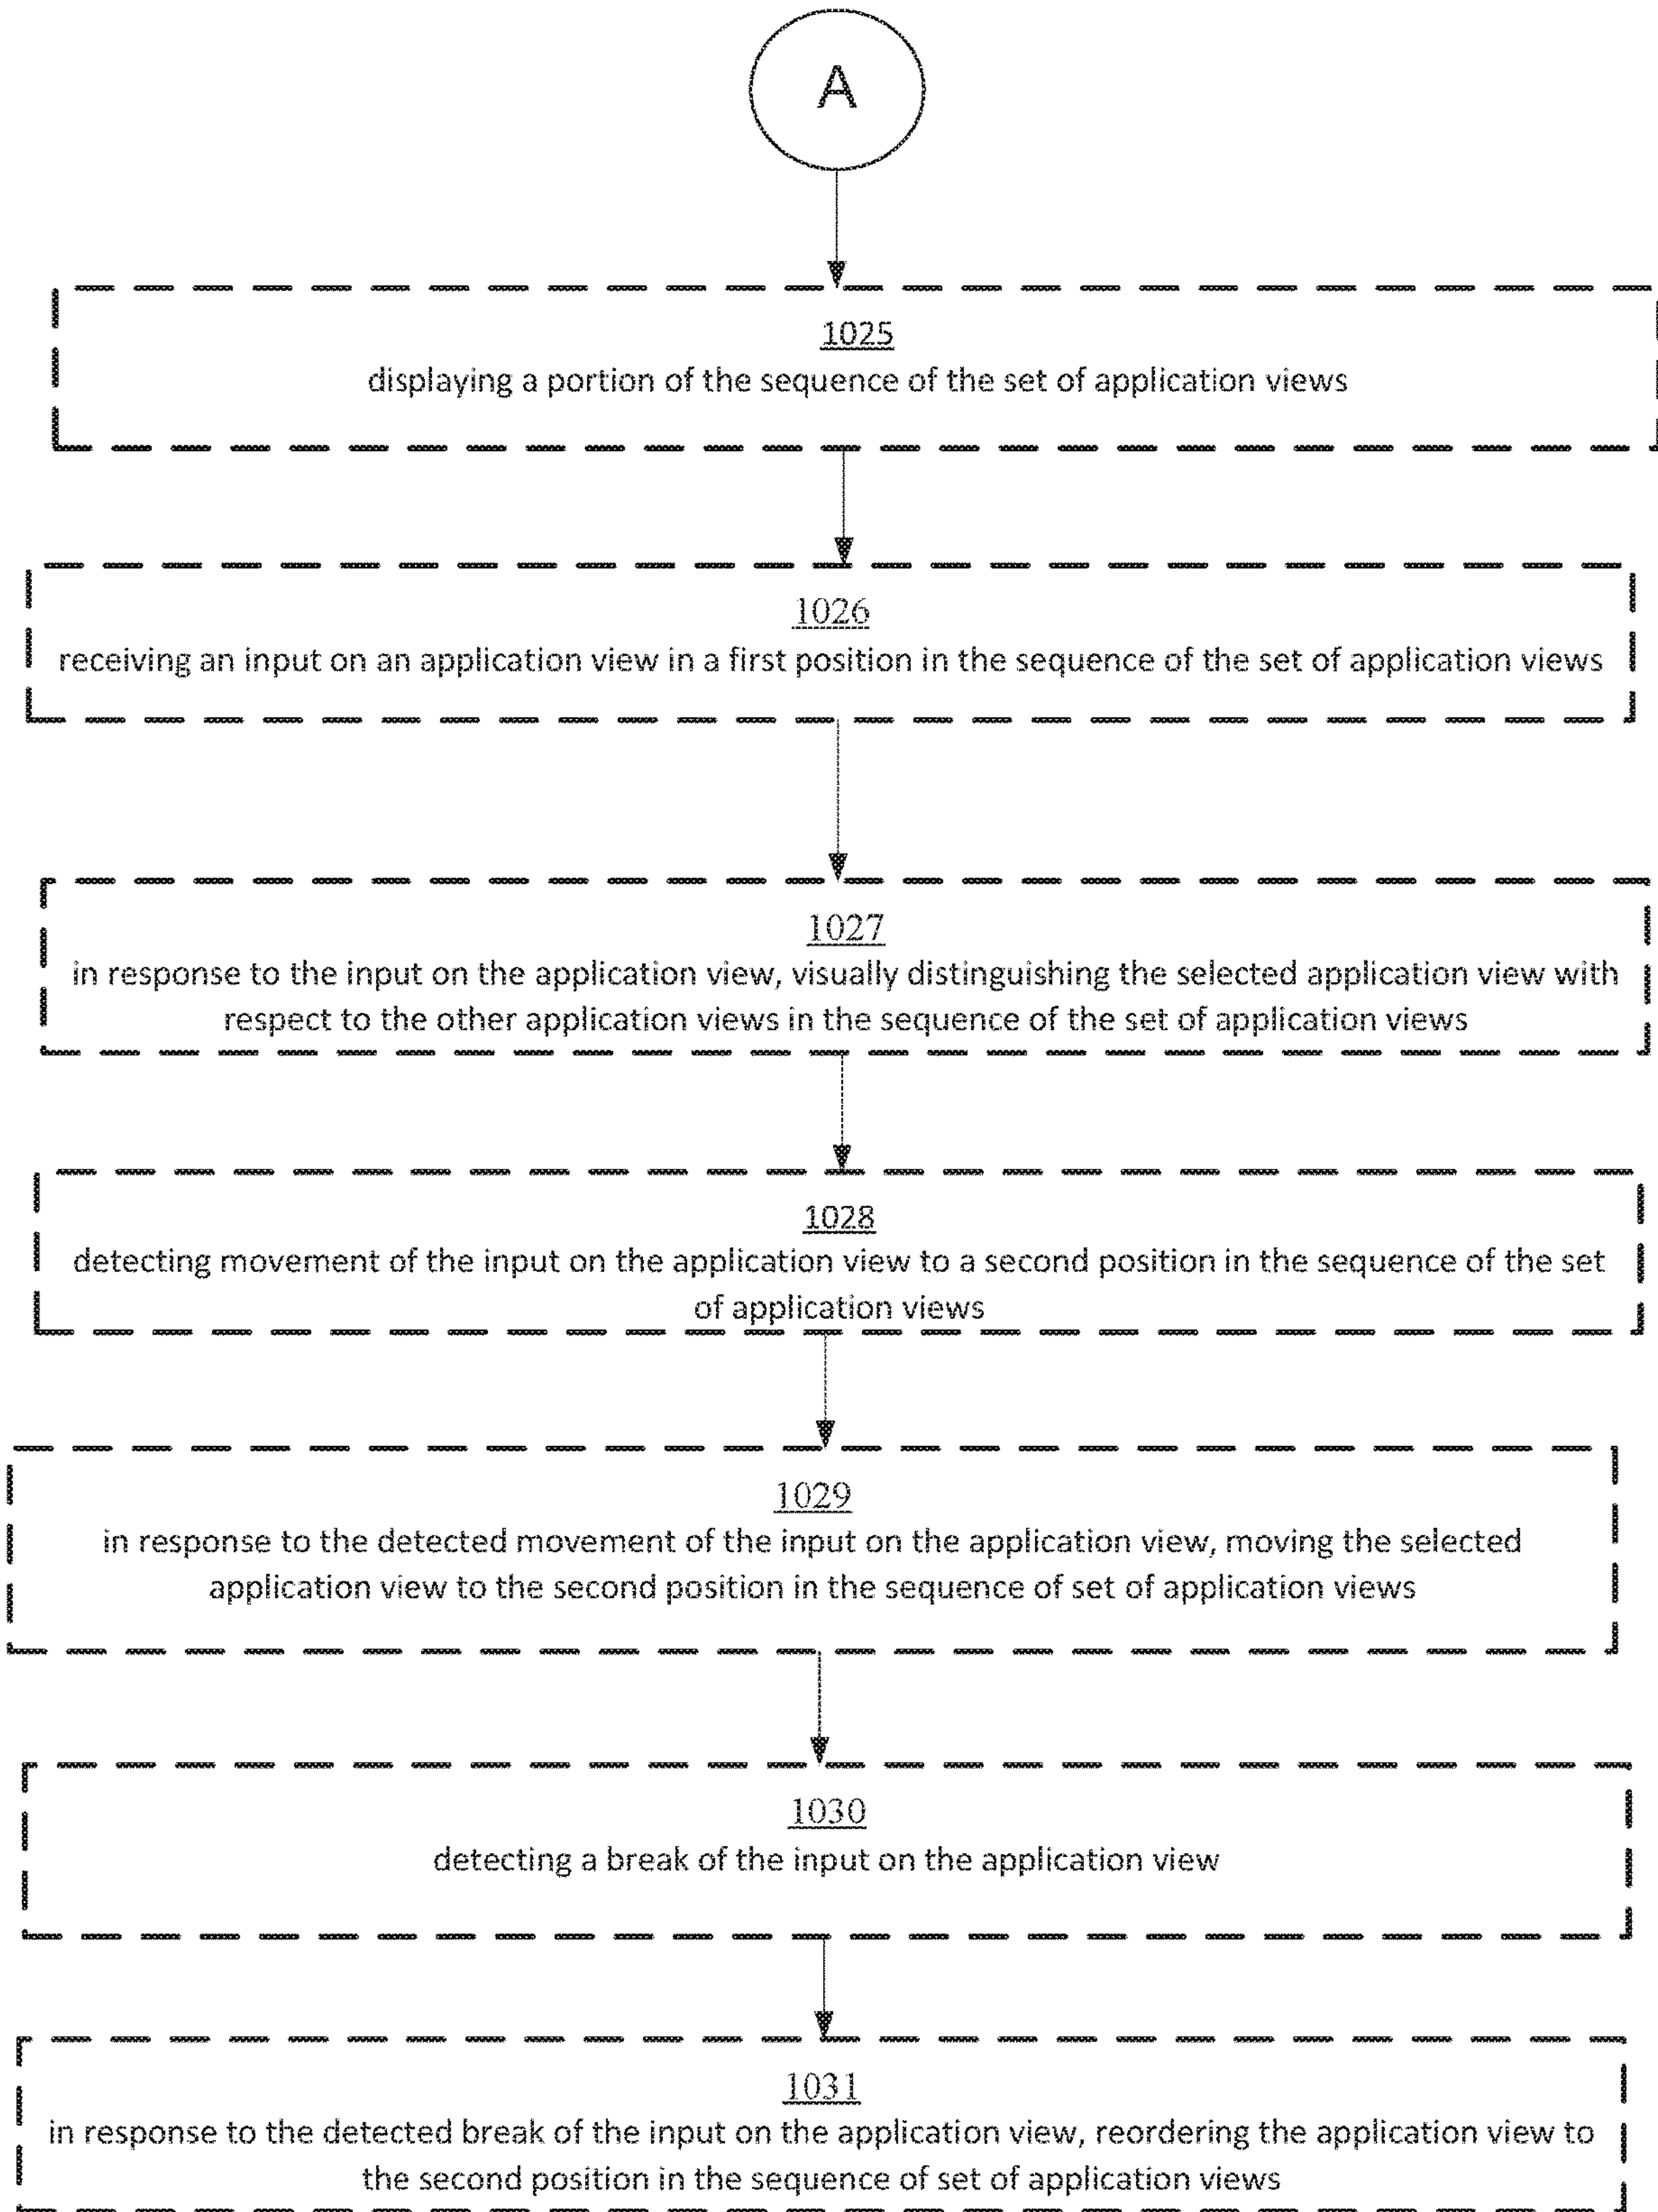 A
1025
displaying a portion of the sequence of the set of application views
1026
receiving an input on an application view in a first position in the sequence of the set of application views
1027
in response to the input on the application view, visually distinguishing the selected application view with
respect to the other application views in the sequence of the set of application views
1028
detecting movement of the input on the application view to a second position in the sequence of the set
of application views
1029
in response to the detected movement of the input on the application view, moving the selected
application view to the second position in the sequence of set of application views
1030
detecting a break of the input on the application view
1031
in response to the detected break of the input on the application view, reordering the application view to
the second position in the sequence of set of application views